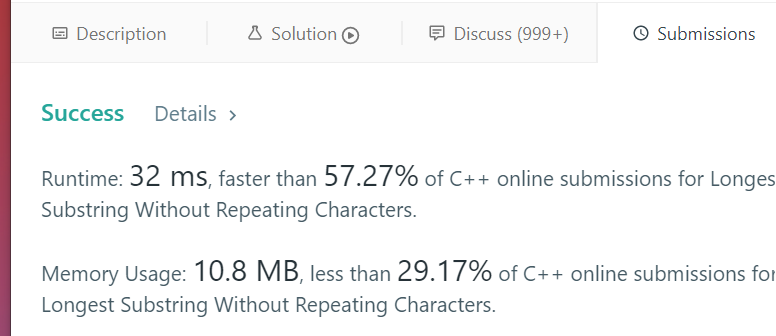 Description Solution Discuss (999+) Submissions
Success Details >
Runtime: 32 ms, faster than 57.27% of C++ online submissions for Longes
Substring Without Repeating Characters.
Memory Usage: 10.8 MB, less than 29.17% of C++ online submissions for
Longest Substring Without Repeating Characters.